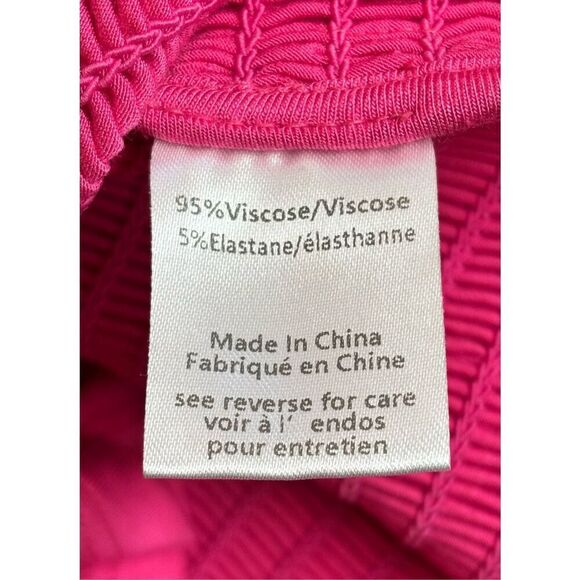 95%Viscose/Viscose
5%Elastane/élasthanne
Made In China
Fabriqué en Chine
see reverse for care
voir à l' endos
pour entretien